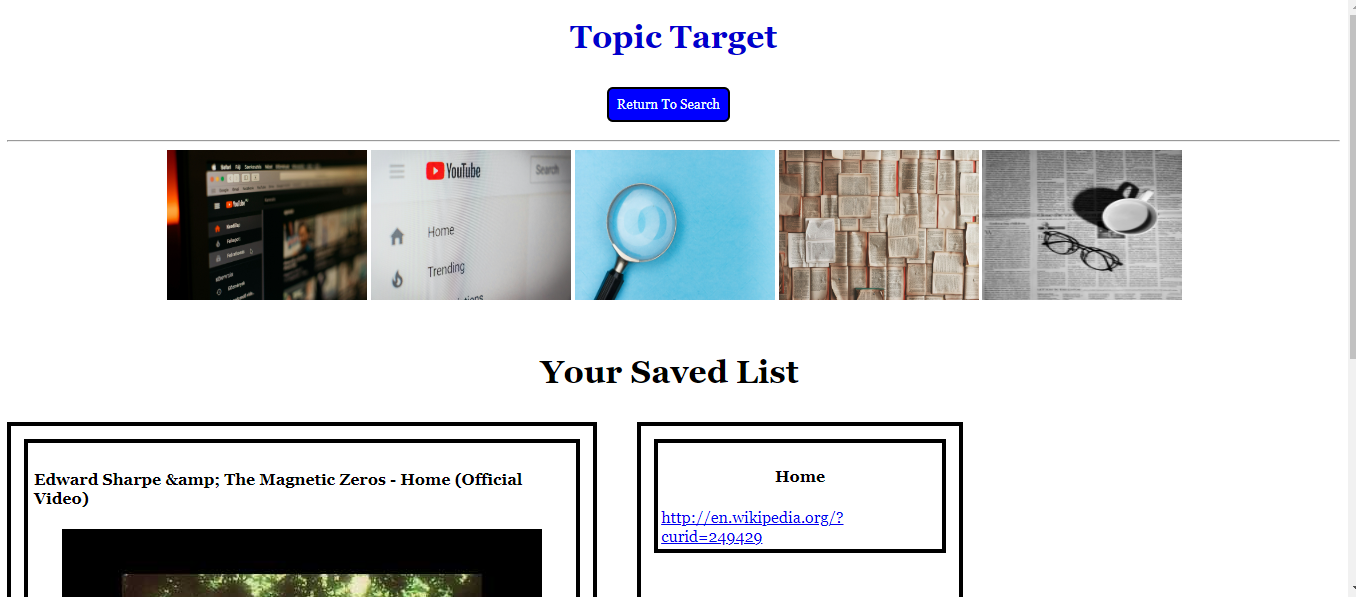 Topic Target
Return To Search
YouTube
Search
Home
Trending
Your Saved List
Edward Sharpe &amp; The Magnetic Zeros - Home (Official
Video)
Home
http://en.wikipedia.org/?
curid=249429